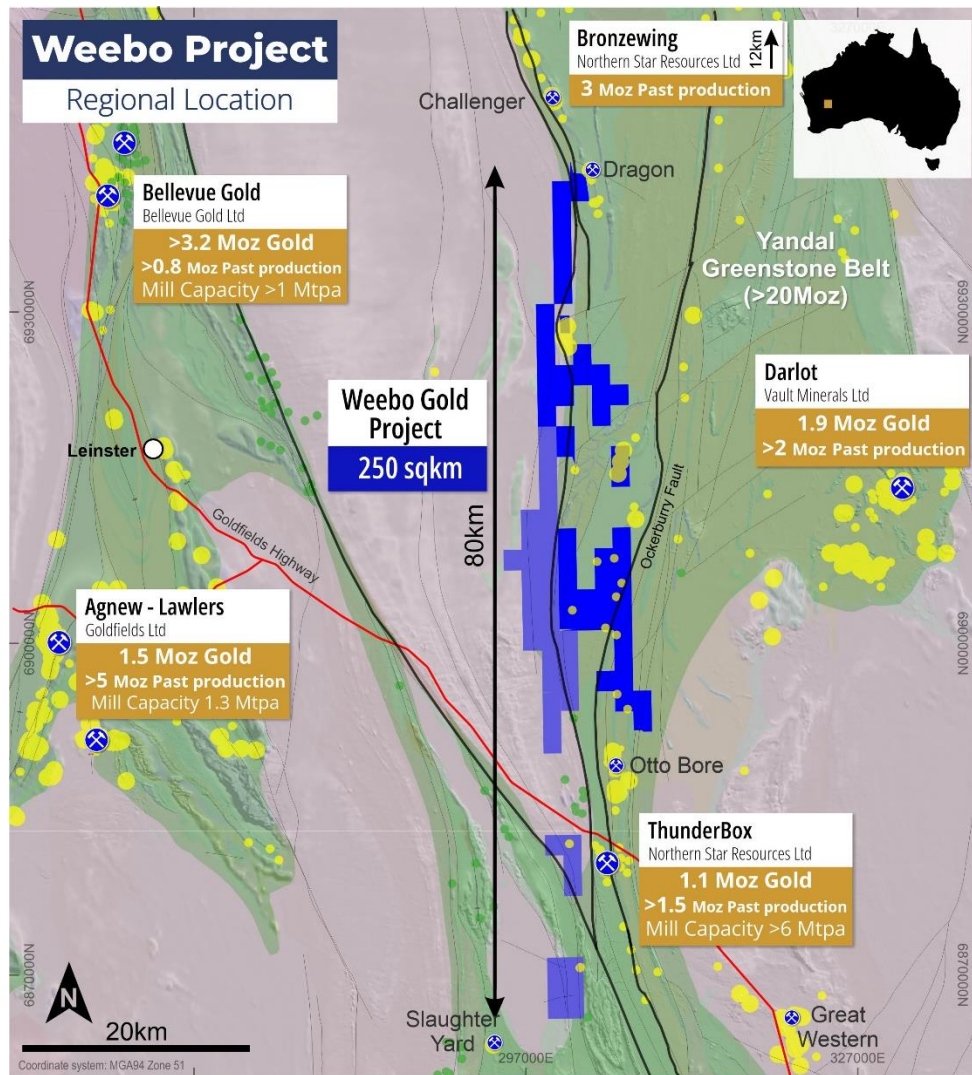 Weebo Project
Regional Location
Bronzewing
Northern Star Resources Ltd
3 Moz Past production
12km
Challenger
Dragon
Bellevue Gold
Bellevue Gold Ltd
>3.2 Moz Gold
>0.8 Moz Past production
Mill Capacity >1 Mtpa
Yandal
Greenstone Belt
(>20Moz)
6930000N
6930000N
Weebo Gold
Project
250 sqkm
Darlot
Vault Minerals Ltd
1.9 Moz Gold
>2 Moz Past production
Leinster
Goldfields Highway
80km
Ockerburry Fault
Agnew - Lawlers
Goldfields Ltd
1.5 Moz Gold
>5 Moz Past production
Mill Capacity 1.3 Mtpa
6900000N
6900000N
Otto Bore
ThunderBox
Northern Star Resources Ltd
1.1 Moz Gold
>1.5 Moz Past production
Mill Capacity >6 Mtpa
6870000N
6870000N
N
20km
Slaughter
Yard
Great
Western
297000E
327000E
Coordinate system: MGA94 Zone 51